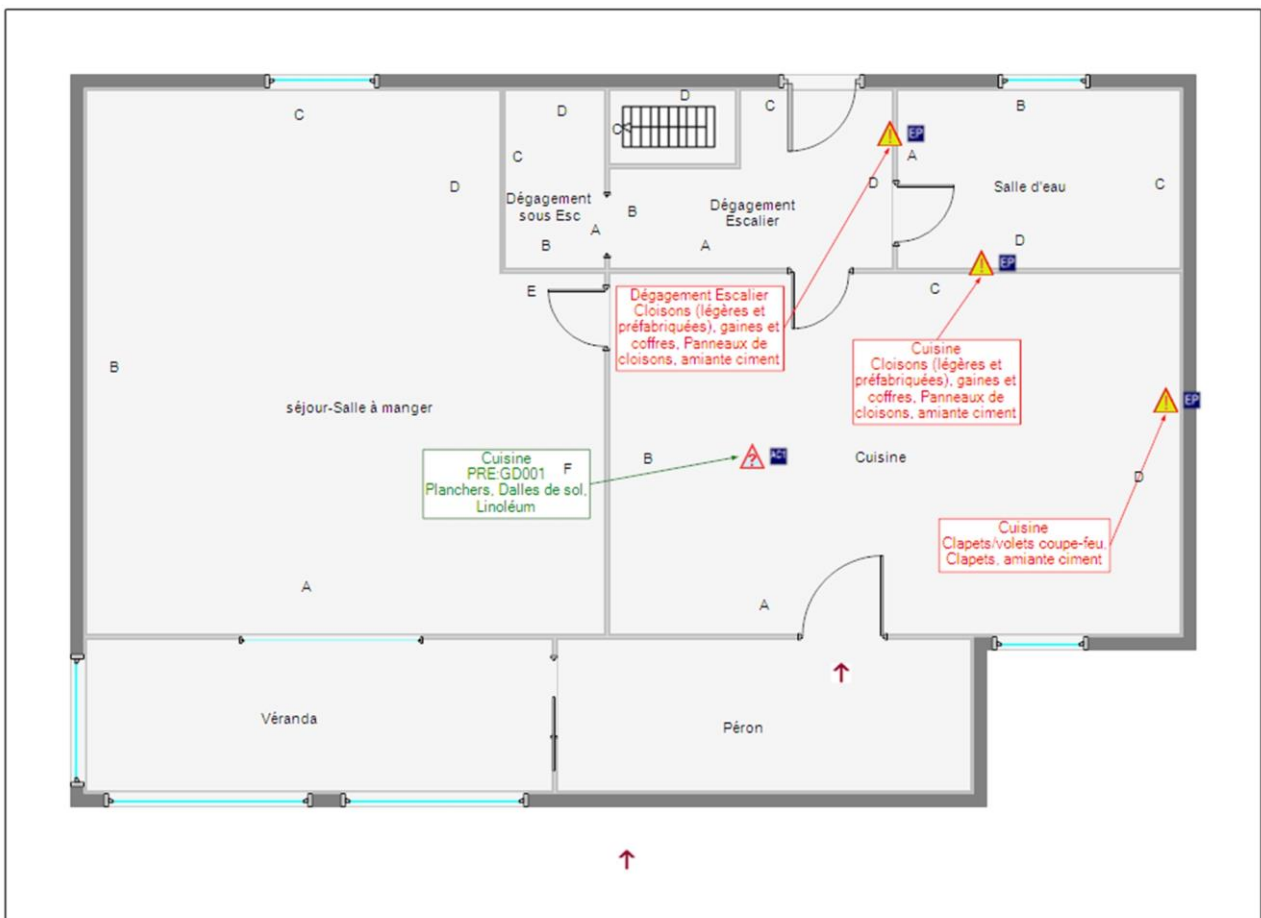 C
D
D
C
B
C
EP
C
A
D
D
C
Dégagement
sous Esc
B
Dégagement
Escalier
Salle d'eau
A
B
A
D
EP
E
C
Dégagement Escalier
Cloisons (légères et
préfabriquées), gaines et
coffres, Panneaux de
cloisons, amiante ciment
Cuisine
Cloisons (légères et
préfabriquées), gaines et
coffres, Panneaux de
cloisons, amiante ciment
B
EP
séjour-Salle à manger
Cuisine
PRE:GD001
Planchers, Dalles de sol,
Linoléum
F
B
AC1
Cuisine
D
Cuisine
Clapets/volets coupe-feu,
Clapets, amiante ciment
A
A
Véranda
Péron